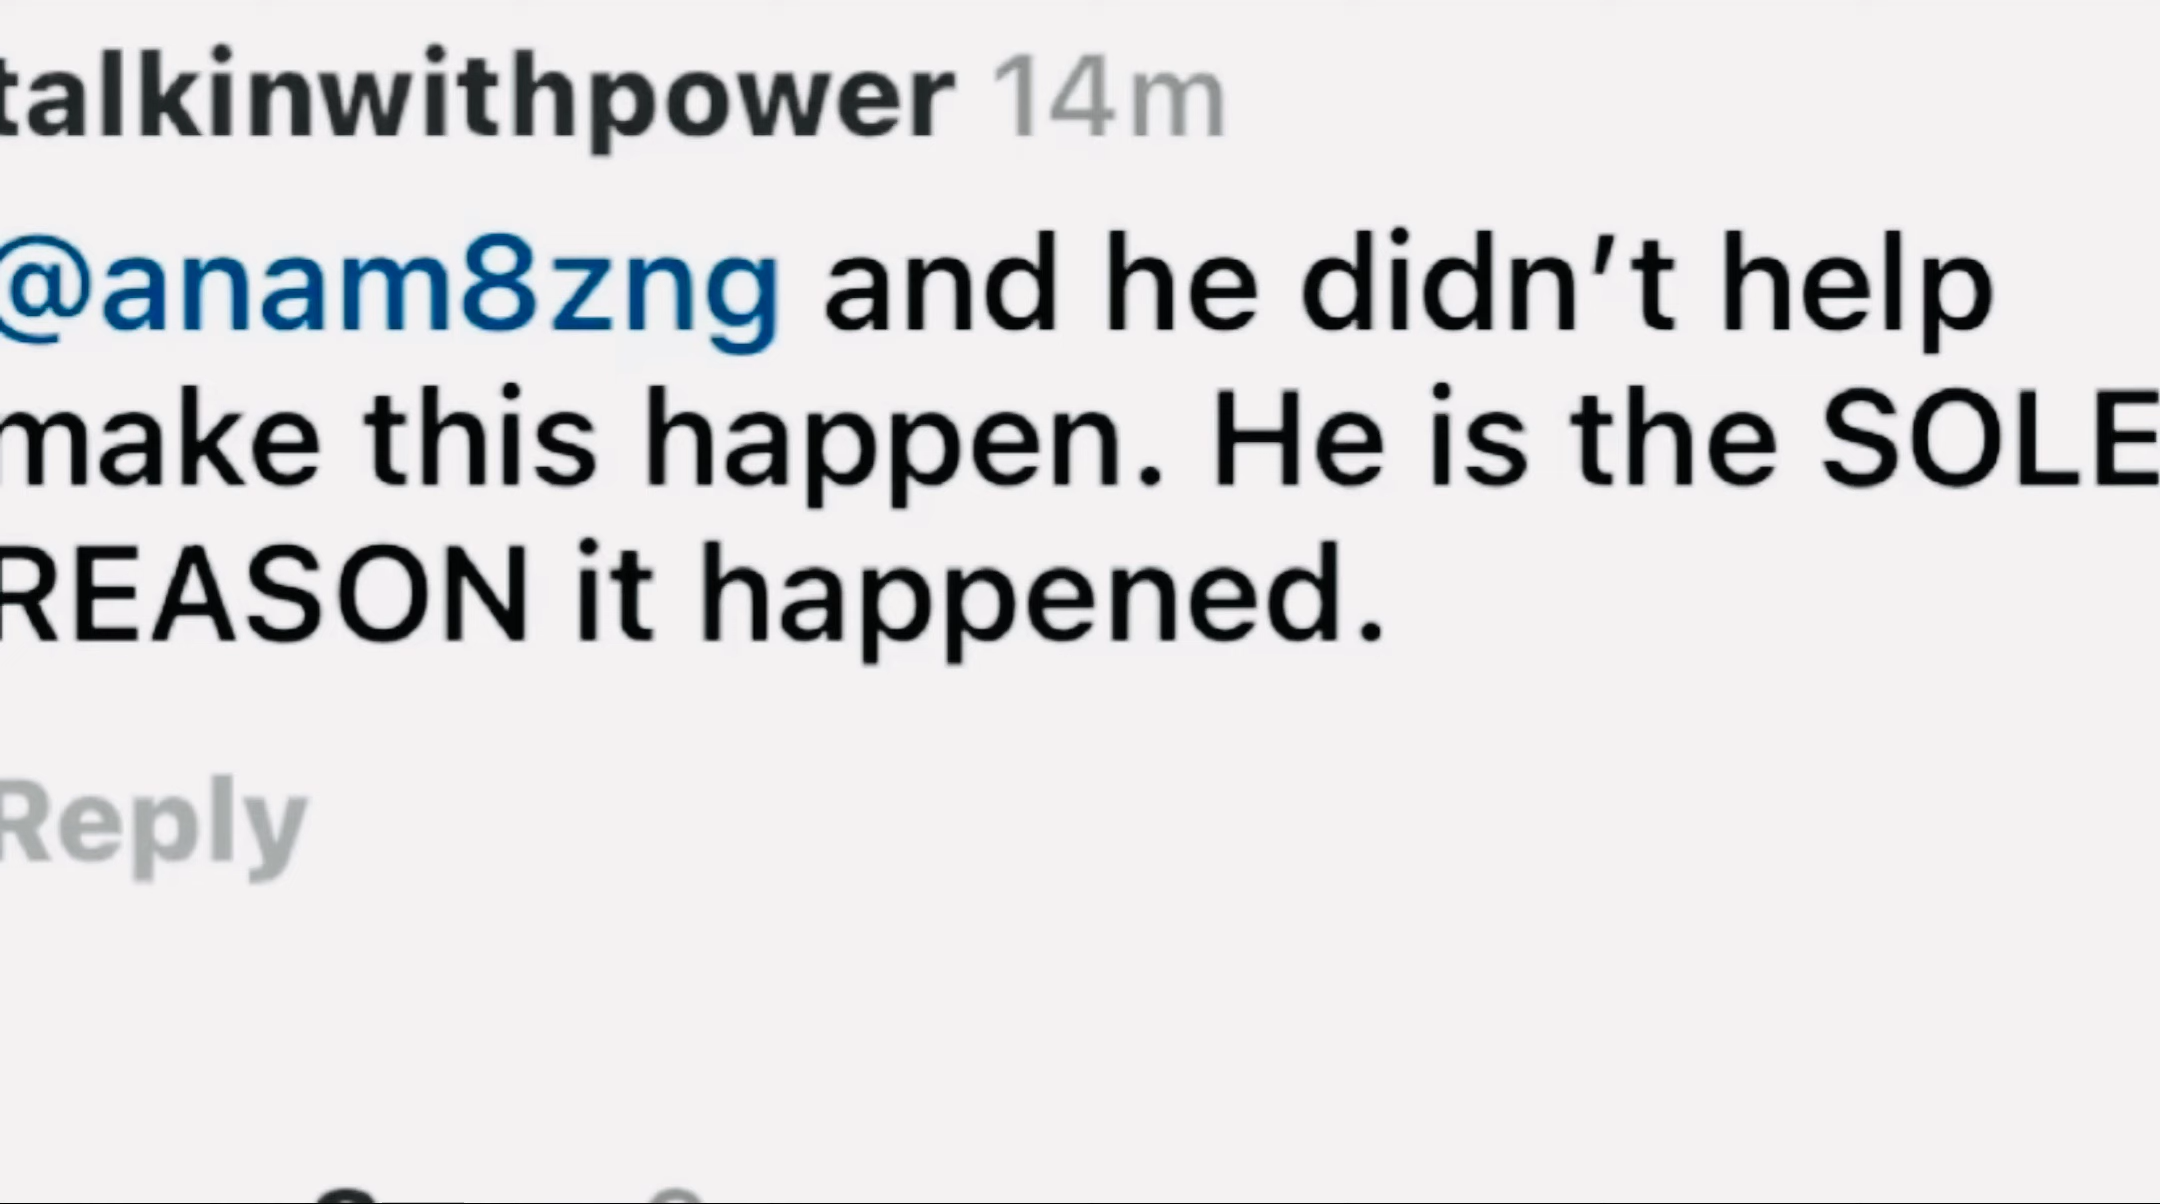 talkinwithpower 14m
@anam8zng and he didn’t help
make this happen. He is the SOLE
REASON it happened.
Reply